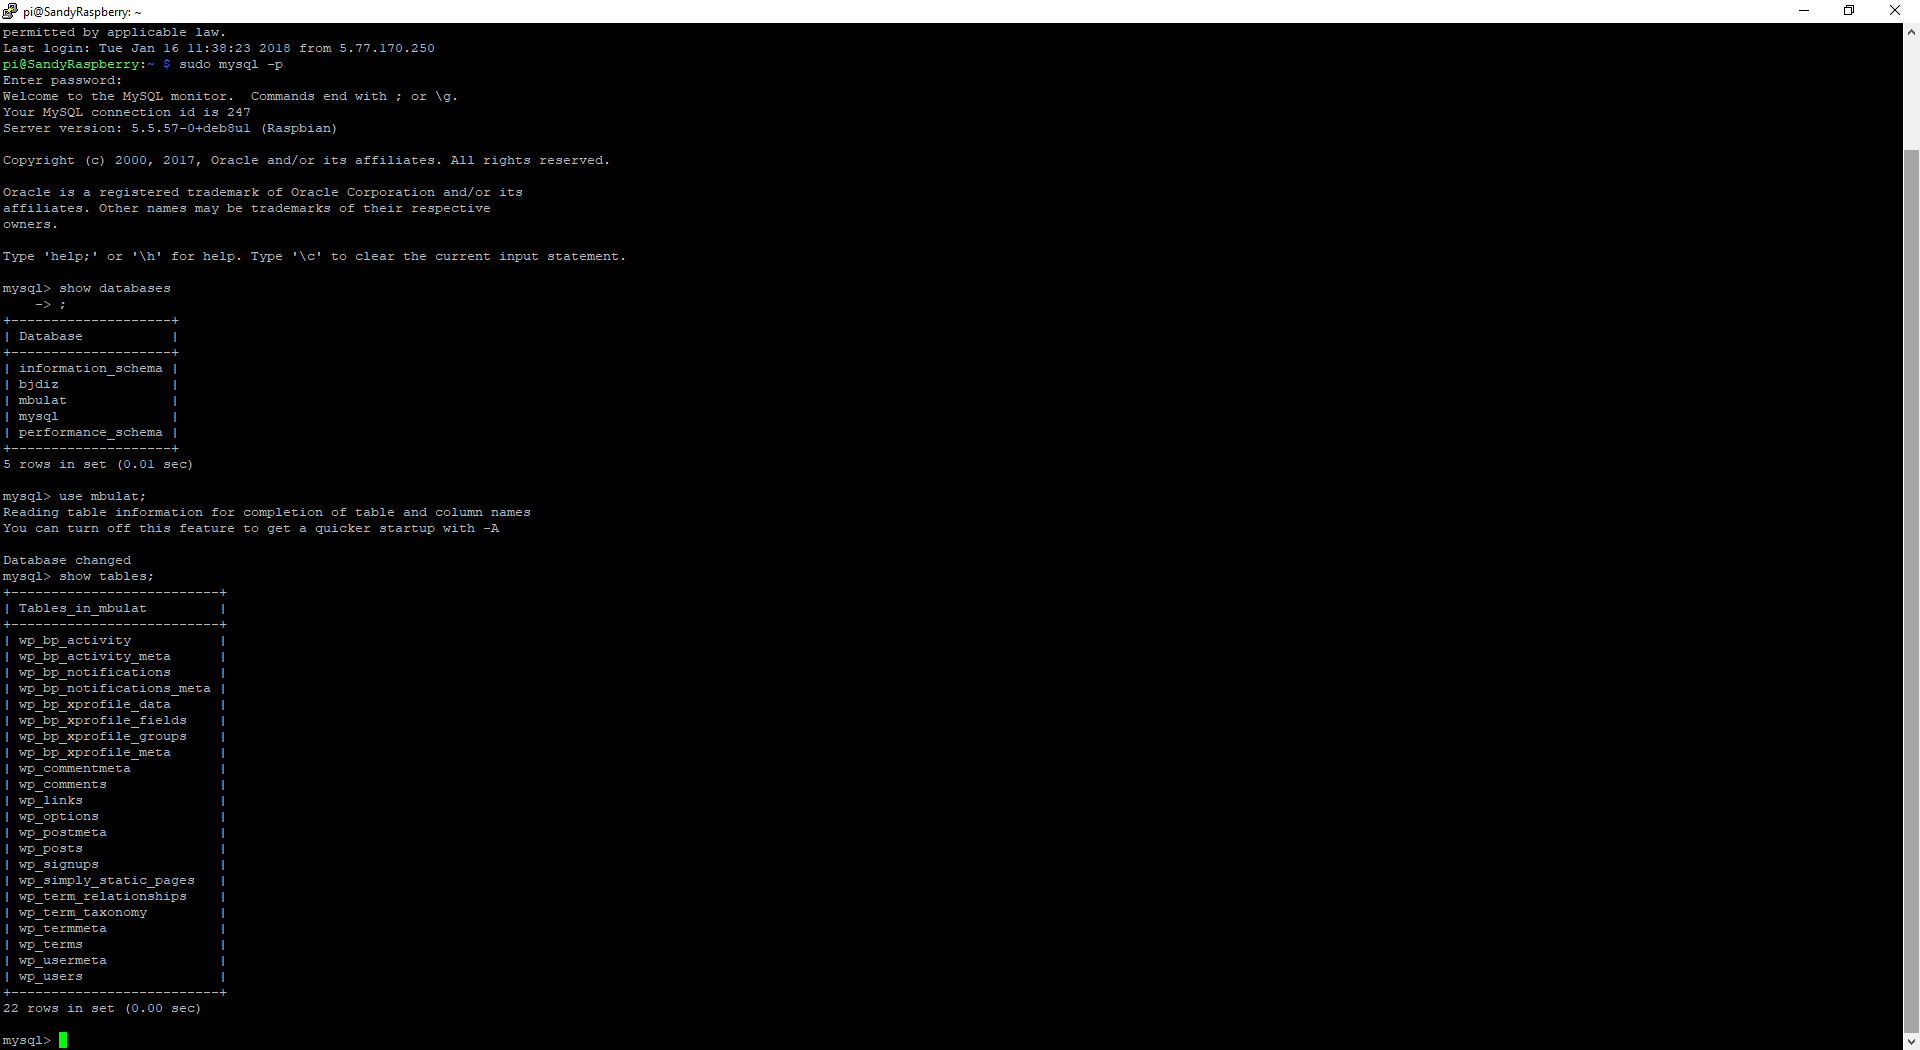 pi@SandyRaspberry: ~
permitted by applicable law.
Last login: Tue Jan 16 11:38:23 2018 from 5.77.170.250
pi@SandyRaspberry:~ $ sudo mysql -p
Enter password:
Welcome to the MySQL monitor.  Commands end with ; or \g.
Your MySQL connection id is 247
Server version: 5.5.57-0+deb8u1 (Raspbian)

Copyright (c) 2000, 2017, Oracle and/or its affiliates. All rights reserved.

Oracle is a registered trademark of Oracle Corporation and/or its
affiliates. Other names may be trademarks of their respective
owners.

Type 'help;' or '\h' for help. Type '\c' to clear the current input statement.

mysql> show databases
    -> ;
+--------------------+
| Database           |
+--------------------+
| information_schema |
| bjdiz              |
| mbulat             |
| mysql              |
| performance_schema |
+--------------------+
5 rows in set (0.01 sec)

mysql> use mbulat;
Reading table information for completion of table and column names
You can turn off this feature to get a quicker startup with -A

Database changed
mysql> show tables;
+--------------------------+
| Tables_in_mbulat         |
+--------------------------+
| wp_bp_activity           |
| wp_bp_activity_meta      |
| wp_bp_notifications      |
| wp_bp_notifications_meta |
| wp_bp_xprofile_data      |
| wp_bp_xprofile_fields    |
| wp_bp_xprofile_groups    |
| wp_bp_xprofile_meta      |
| wp_commentmeta           |
| wp_comments              |
| wp_links                 |
| wp_options               |
| wp_postmeta              |
| wp_posts                 |
| wp_signups               |
| wp_simply_static_pages   |
| wp_term_relationships    |
| wp_term_taxonomy         |
| wp_termmeta              |
| wp_terms                 |
| wp_usermeta              |
| wp_users                 |
+--------------------------+
22 rows in set (0.00 sec)

mysql>